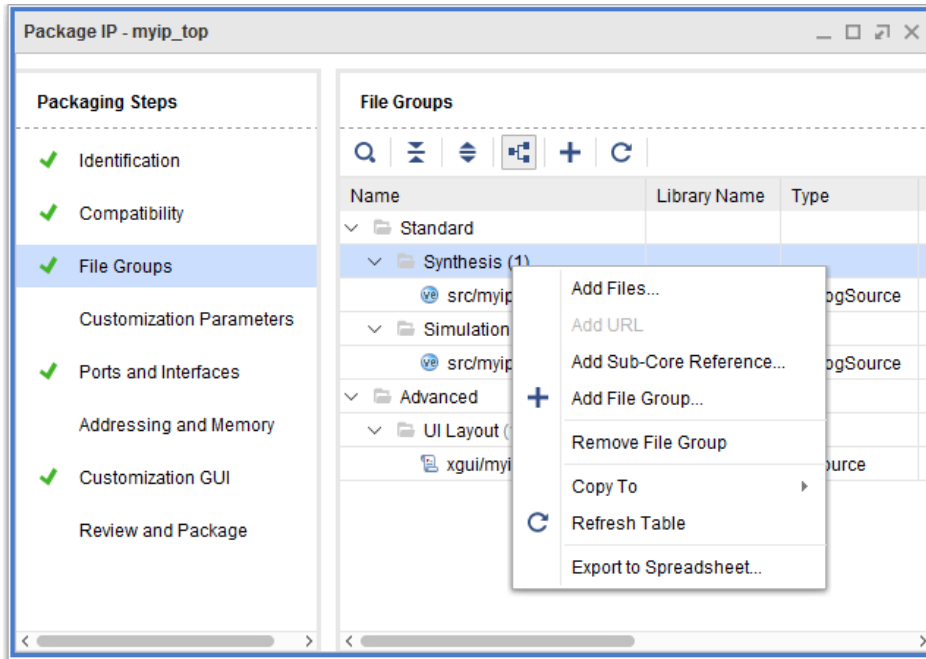 Package IP - myip_top
Packaging Steps
Identification
Compatibility
File Groups
Customization Parameters
Ports and Interfaces
Addressing and Memory
Customization GUI
Review and Package
File Groups
Name Library Name Type
Standard
Synthesis (1)
src/myip ogSource
Simulation
src/myip ogSource
Advanced
UI Layout
xgui/myi ource
Add Files...
Add URL
Add Sub-Core Reference...
Add File Group...
Remove File Group
Copy To
Refresh Table
Export to Spreadsheet...